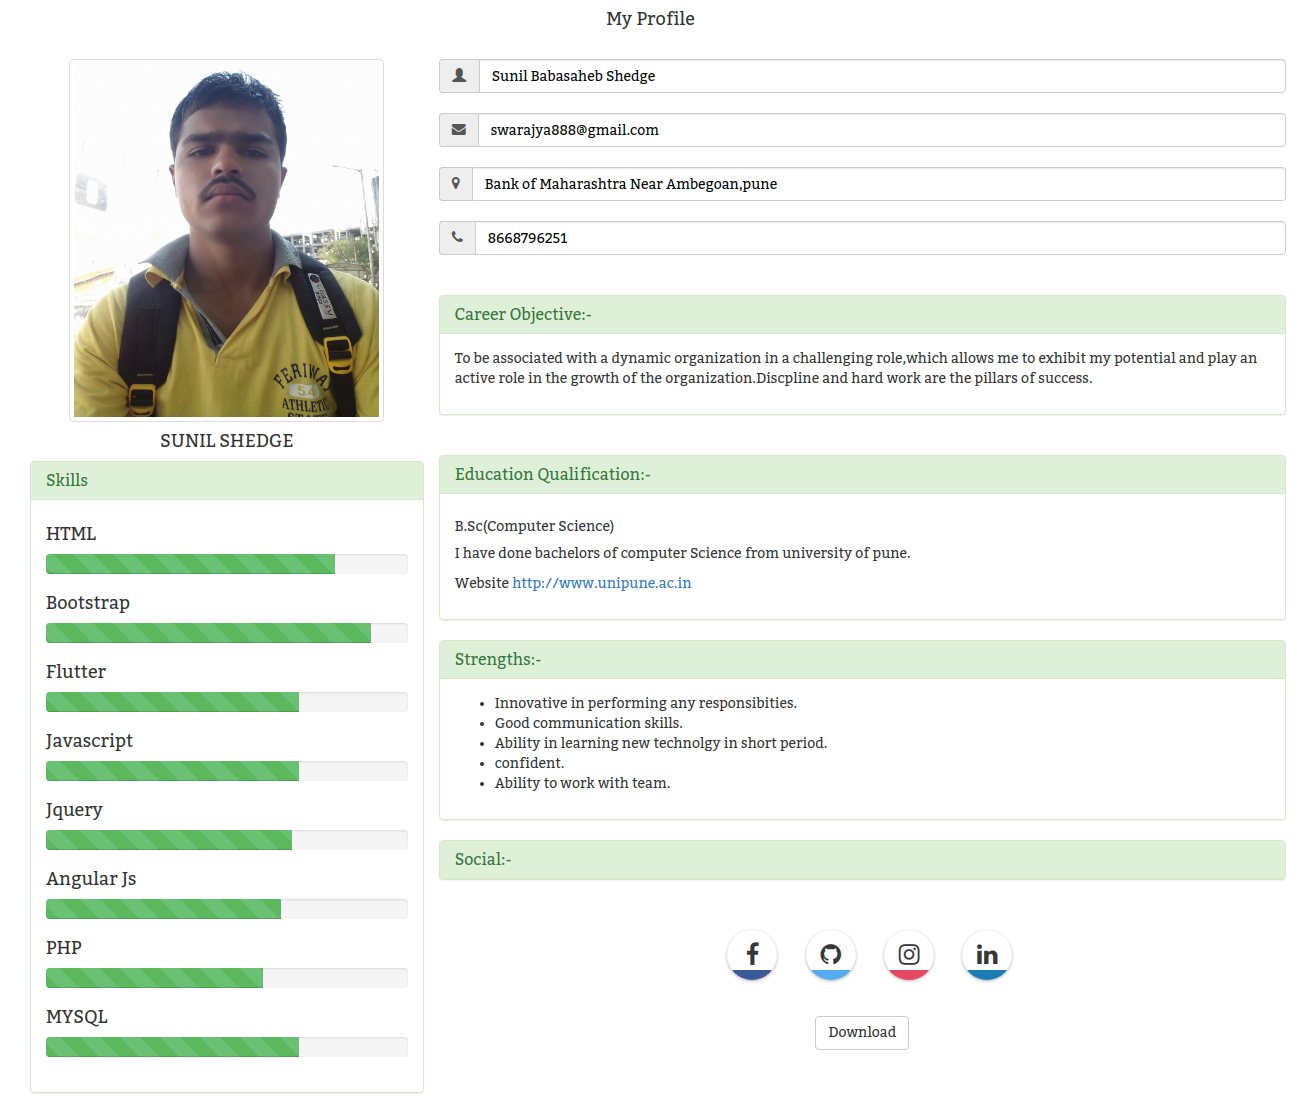 My Profile
SUNIL SHEDGE
Skills
HTML
Bootstrap
Flutter
Javascript
Jquery
Angular Js
PHP
MYSQL
Sunil Babasaheb Shedge
swarajya888@gmail.com
Bank of Maharashtra Near Ambegoan,pune
8668796251
Career Objective:-
To be associated with a dynamic organization in a challenging role,which allows me to exhibit my potential and play an
active role in the growth of the organization.Discpline and hard work are the pillars of success.
Education Qualification:-
B.Sc(Computer Science)
I have done bachelors of computer Science from university of pune.
Website http://www.unipune.ac.in
Strengths:-
• Innovative in performing any responsibities.
• Good communication skills.
• Ability in learning new technolgy in short period.
• confident.
• Ability to work with team.
Social:-
Download
FERIWA
54
ATHLETIC